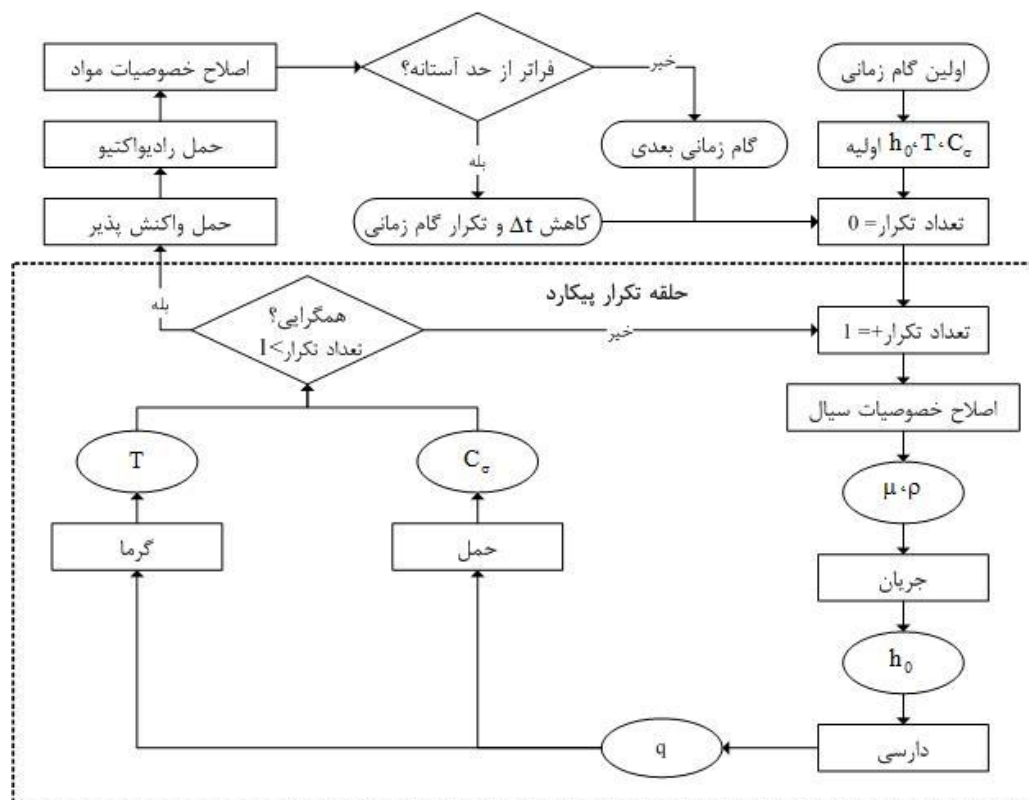 اولین گام زمانی
h₀،T،Cσ اولیه
تعداد تکرار= 0
گام زمانی بعدی
خیر
فراتر از حد آستانه؟
بله
کاهش Δt و تکرار گام زمانی
اصلاح خصوصیات مواد
حمل رادیواکتیو
حمل واکنش پذیر
حلقه تکرار پیکارد
تعداد تکرار+= 1
خیر
همگرایی؟
تعداد تکرار>1
بله
اصلاح خصوصیات سیال
μ،ρ
جریان
h₀
دارسی
q
حمل
Cσ
گرما
T